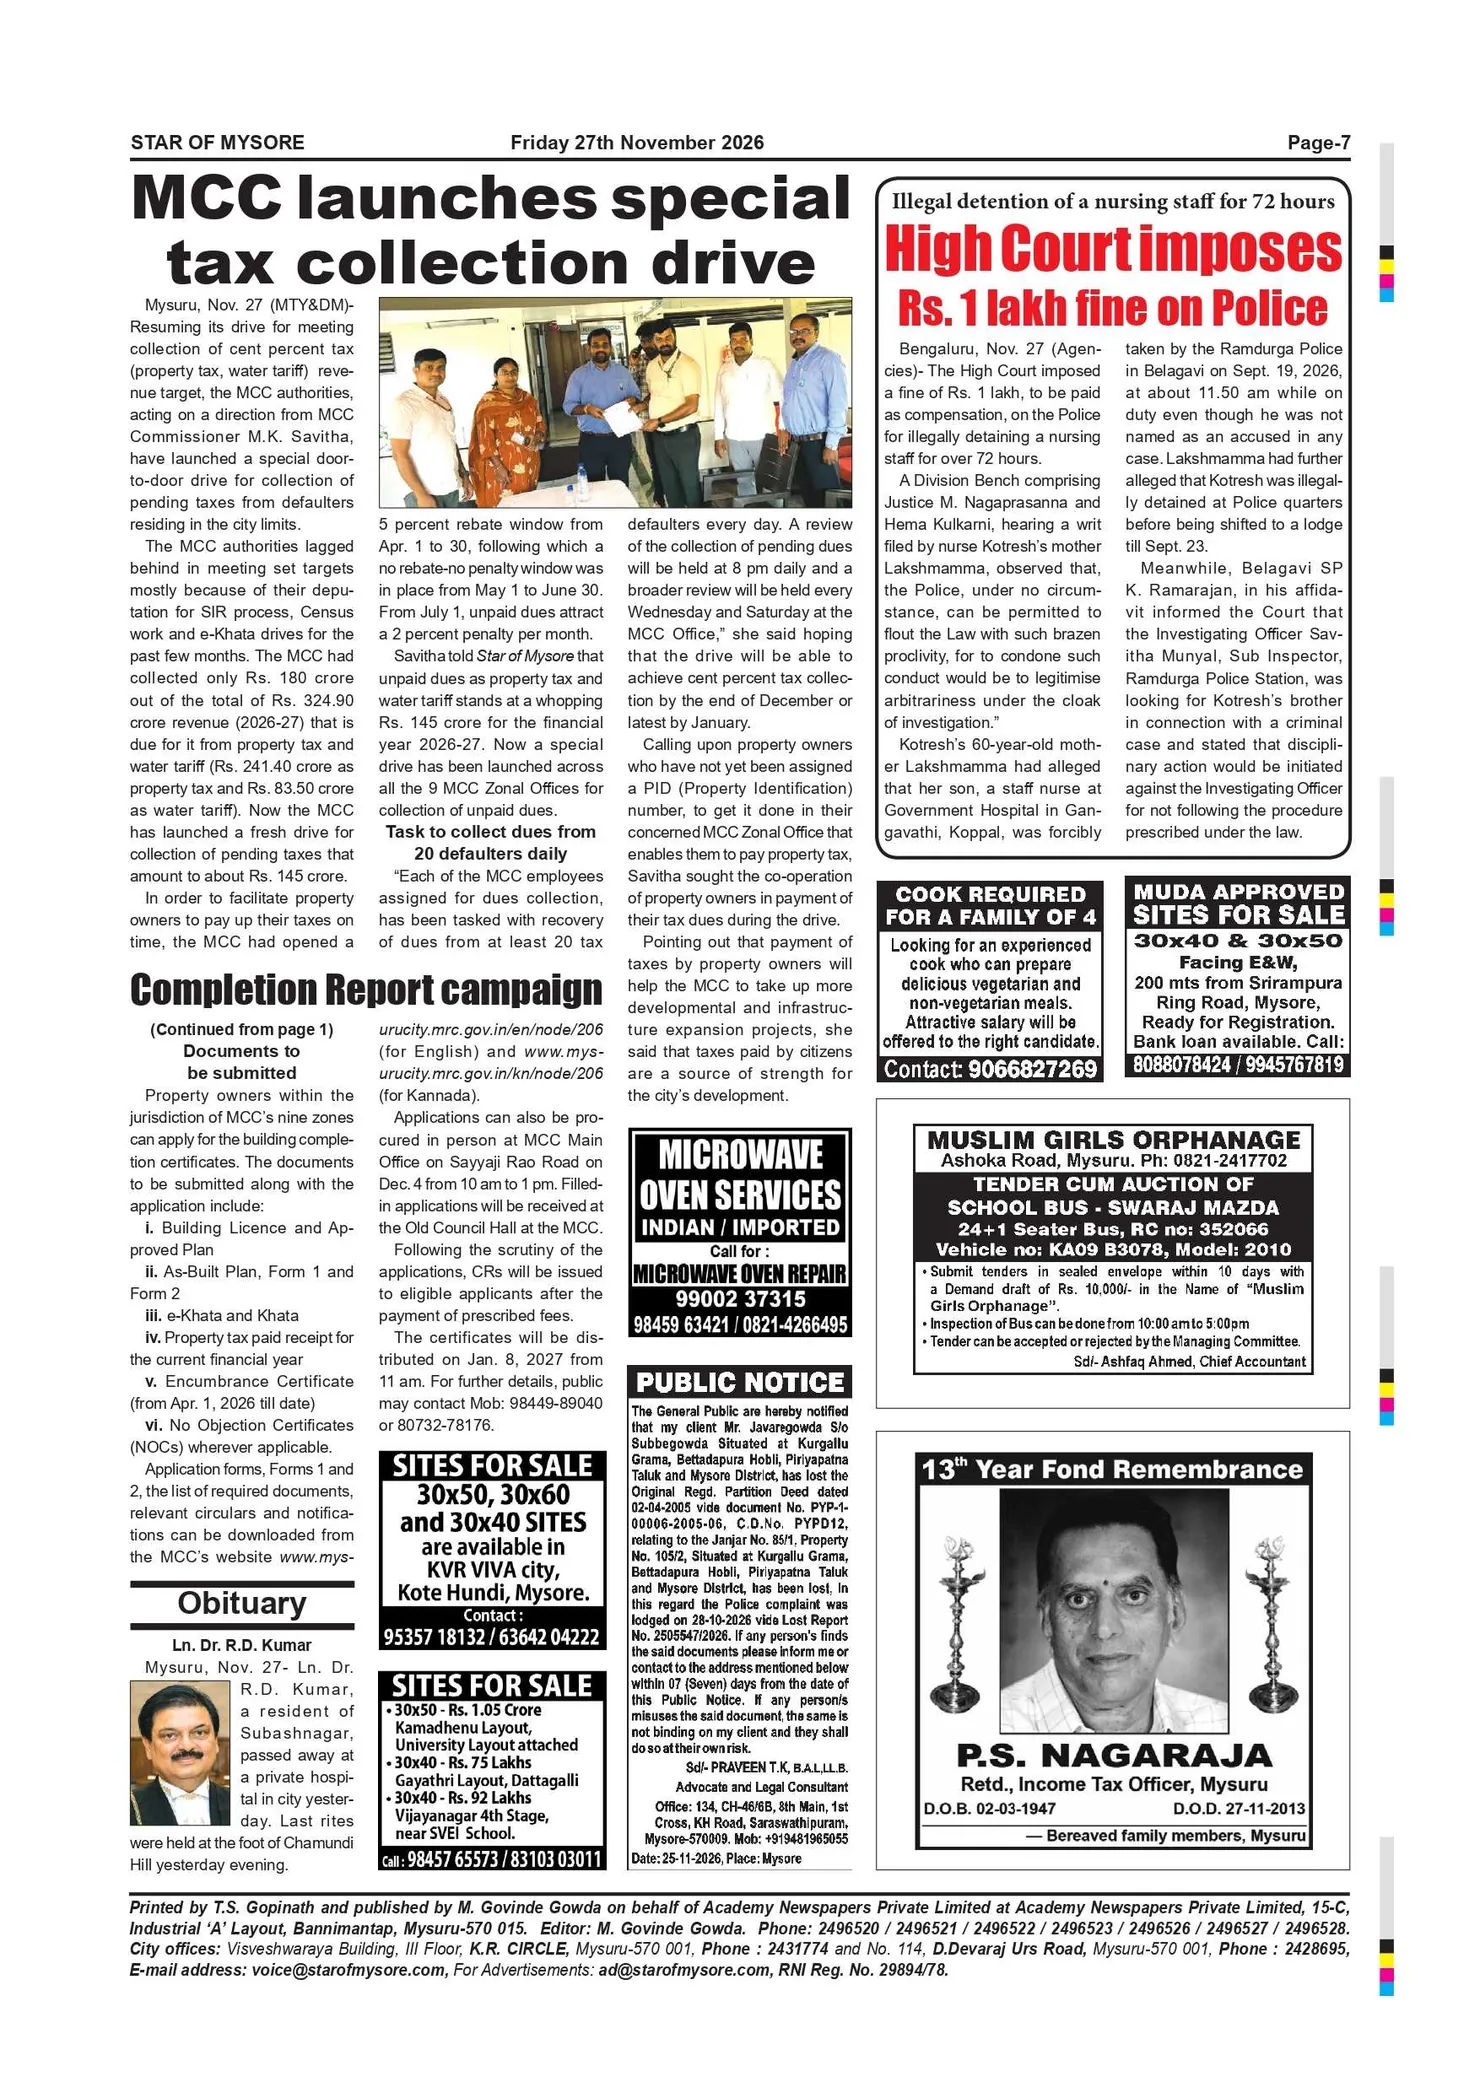 STAR OF MYSORE
Friday 27th November 2026
Page-7
MCC launches special
tax collection drive
Mysuru, Nov. 27 (MTY&DM)-
Resuming its drive for meeting
collection of cent percent tax
(property tax, water tariff) reve-
nue target, the MCC authorities,
acting on a direction from MCC
Commissioner M.K. Savitha,
have launched a special door-
to-door drive for collection of
pending taxes from defaulters
residing in the city limits.
The MCC authorities lagged
behind in meeting set targets
mostly because of their depu-
tation for SIR process, Census
work and e-Khata drives for the
past few months. The MCC had
collected only Rs. 180 crore
out of the total of Rs. 324.90
crore revenue (2026-27) that is
due for it from property tax and
water tariff (Rs. 241.40 crore as
property tax and Rs. 83.50 crore
as water tariff). Now the MCC
has launched a fresh drive for
collection of pending taxes that
amount to about Rs. 145 crore.
In order to facilitate property
owners to pay up their taxes on
time, the MCC had opened a
5 percent rebate window from
Apr. 1 to 30, following which a
no rebate-no penalty window was
in place from May 1 to June 30.
From July 1, unpaid dues attract
a 2 percent penalty per month.
Savitha told Star of Mysore that
unpaid dues as property tax and
water tariff stands at a whopping
Rs. 145 crore for the financial
year 2026-27. Now a special
drive has been launched across
all the 9 MCC Zonal Offices for
collection of unpaid dues.
Task to collect dues from
20 defaulters daily
“Each of the MCC employees
assigned for dues collection,
has been tasked with recovery
of dues from at least 20 tax
defaulters every day. A review
of the collection of pending dues
will be held at 8 pm daily and a
broader review will be held every
Wednesday and Saturday at the
MCC Office,” she said hoping
that the drive will be able to
achieve cent percent tax collec-
tion by the end of December or
latest by January.
Calling upon property owners
who have not yet been assigned
a PID (Property Identification)
number, to get it done in their
concerned MCC Zonal Office that
enables them to pay property tax,
Savitha sought the co-operation
of property owners in payment of
their tax dues during the drive.
Pointing out that payment of
taxes by property owners will
help the MCC to take up more
developmental and infrastruc-
ture expansion projects, she
said that taxes paid by citizens
are a source of strength for
the city’s development.
Illegal detention of a nursing staff for 72 hours
High Court imposes
Rs. 1 lakh fine on Police
Bengaluru, Nov. 27 (Agen-
cies)- The High Court imposed
a fine of Rs. 1 lakh, to be paid
as compensation, on the Police
for illegally detaining a nursing
staff for over 72 hours.
A Division Bench comprising
Justice M. Nagaprasanna and
Hema Kulkarni, hearing a writ
filed by nurse Kotresh’s mother
Lakshmamma, observed that,
the Police, under no circum-
stance, can be permitted to
flout the Law with such brazen
proclivity, for to condone such
conduct would be to legitimise
arbitrariness under the cloak
of investigation.”
Kotresh’s 60-year-old moth-
er Lakshmamma had alleged
that her son, a staff nurse at
Government Hospital in Gan-
gavathi, Koppal, was forcibly
taken by the Ramdurga Police
in Belagavi on Sept. 19, 2026,
at about 11.50 am while on
duty even though he was not
named as an accused in any
case. Lakshmamma had further
alleged that Kotresh was illegal-
ly detained at Police quarters
before being shifted to a lodge
till Sept. 23.
Meanwhile, Belagavi SP
K. Ramarajan, in his affida-
vit informed the Court that
the Investigating Officer Sav-
itha Munyal, Sub Inspector,
Ramdurga Police Station, was
looking for Kotresh’s brother
in connection with a criminal
case and stated that discipli-
nary action would be initiated
against the Investigating Officer
for not following the procedure
prescribed under the law.
Completion Report campaign
(Continued from page 1)
Documents to
be submitted
Property owners within the
jurisdiction of MCC’s nine zones
can apply for the building comple-
tion certificates. The documents
to be submitted along with the
application include:
i. Building Licence and Ap-
proved Plan
ii. As-Built Plan, Form 1 and
Form 2
iii. e-Khata and Khata
iv. Property tax paid receipt for
the current financial year
v. Encumbrance Certificate
(from Apr. 1, 2026 till date)
vi. No Objection Certificates
(NOCs) wherever applicable.
Application forms, Forms 1 and
2, the list of required documents,
relevant circulars and notifica-
tions can be downloaded from
the MCC’s website www.mys-
urucity.mrc.gov.in/en/node/206
(for English) and www.mys-
urucity.mrc.gov.in/kn/node/206
(for Kannada).
Applications can also be pro-
cured in person at MCC Main
Office on Sayyaji Rao Road on
Dec. 4 from 10 am to 1 pm. Filled-
in applications will be received at
the Old Council Hall at the MCC.
Following the scrutiny of the
applications, CRs will be issued
to eligible applicants after the
payment of prescribed fees.
The certificates will be dis-
tributed on Jan. 8, 2027 from
11 am. For further details, public
may contact Mob: 98449-89040
or 80732-78176.
Obituary
Ln. Dr. R.D. Kumar
Mysuru, Nov. 27- Ln. Dr.
R.D. Kumar,
a resident of
Subashnagar,
passed away at
a private hospi-
tal in city yester-
day. Last rites
were held at the foot of Chamundi
Hill yesterday evening.
SITES FOR SALE
30x50, 30x60
and 30x40 SITES
are available in
KVR VIVA city,
Kote Hundi, Mysore.
Contact :
95357 18132 / 63642 04222
SITES FOR SALE
• 30x50 - Rs. 1.05 Crore
Kamadhenu Layout,
University Layout attached
• 30x40 - Rs. 75 Lakhs
Gayathri Layout, Dattagalli
• 30x40 - Rs. 92 Lakhs
Vijayanagar 4th Stage,
near SVEI School.
Call : 98457 65573 / 83103 03011
MICROWAVE
OVEN SERVICES
INDIAN / IMPORTED
Call for :
MICROWAVE OVEN REPAIR
99002 37315
98459 63421 / 0821-4266495
PUBLIC NOTICE
The General Public are hereby notified
that my client Mr. Javaregowda S/o
Subbegowda Situated at Kurgallu
Grama, Bettadapura Hobli, Piriyapatna
Taluk and Mysore District, has lost the
Original Regd. Partition Deed dated
02-04-2005 vide document No. PYP-1-
00006-2005-06, C.D.No. PYPD12,
relating to the Janjar No. 85/1, Property
No. 105/2, Situated at Kurgallu Grama,
Bettadapura Hobli, Piriyapatna Taluk
and Mysore District, has been lost, in
this regard the Police complaint was
lodged on 28-10-2026 vide Lost Report
No. 2505547/2026. If any person's finds
the said documents please inform me or
contact to the address mentioned below
within 07 (Seven) days from the date of
this Public Notice. If any person/s
misuses the said document, the same is
not binding on my client and they shall
do so at their own risk.
Sd/- PRAVEEN T.K, B.A.L,LL.B.
Advocate and Legal Consultant
Office: 134, CH-46/6B, 8th Main, 1st
Cross, KH Road, Saraswathipuram,
Mysore-570009. Mob: +919481965055
Date: 25-11-2026, Place: Mysore
COOK REQUIRED
FOR A FAMILY OF 4
Looking for an experienced
cook who can prepare
delicious vegetarian and
non-vegetarian meals.
Attractive salary will be
offered to the right candidate.
Contact: 9066827269
MUDA APPROVED
SITES FOR SALE
30x40 & 30x50
Facing E&W,
200 mts from Srirampura
Ring Road, Mysore,
Ready for Registration.
Bank loan available. Call:
8088078424 / 9945767819
MUSLIM GIRLS ORPHANAGE
Ashoka Road, Mysuru. Ph: 0821-2417702
TENDER CUM AUCTION OF
SCHOOL BUS - SWARAJ MAZDA
24+1 Seater Bus, RC no: 352066
Vehicle no: KA09 B3078, Model: 2010
• Submit tenders in sealed envelope within 10 days with
a Demand draft of Rs. 10,000/- in the Name of “Muslim
Girls Orphanage”.
• Inspection of Bus can be done from 10:00 am to 5:00pm
• Tender can be accepted or rejected by the Managing Committee.
Sd/- Ashfaq Ahmed, Chief Accountant
13th Year Fond Remembrance
P.S. NAGARAJA
Retd., Income Tax Officer, Mysuru
D.O.B. 02-03-1947
D.O.D. 27-11-2013
— Bereaved family members, Mysuru
Printed by T.S. Gopinath and published by M. Govinde Gowda on behalf of Academy Newspapers Private Limited at Academy Newspapers Private Limited, 15-C,
Industrial ‘A’ Layout, Bannimantap, Mysuru-570 015. Editor: M. Govinde Gowda. Phone: 2496520 / 2496521 / 2496522 / 2496523 / 2496526 / 2496527 / 2496528.
City offices: Visveshwaraya Building, III Floor, K.R. CIRCLE, Mysuru-570 001, Phone : 2431774 and No. 114, D.Devaraj Urs Road, Mysuru-570 001, Phone : 2428695,
E-mail address: voice@starofmysore.com, For Advertisements: ad@starofmysore.com, RNI Reg. No. 29894/78.